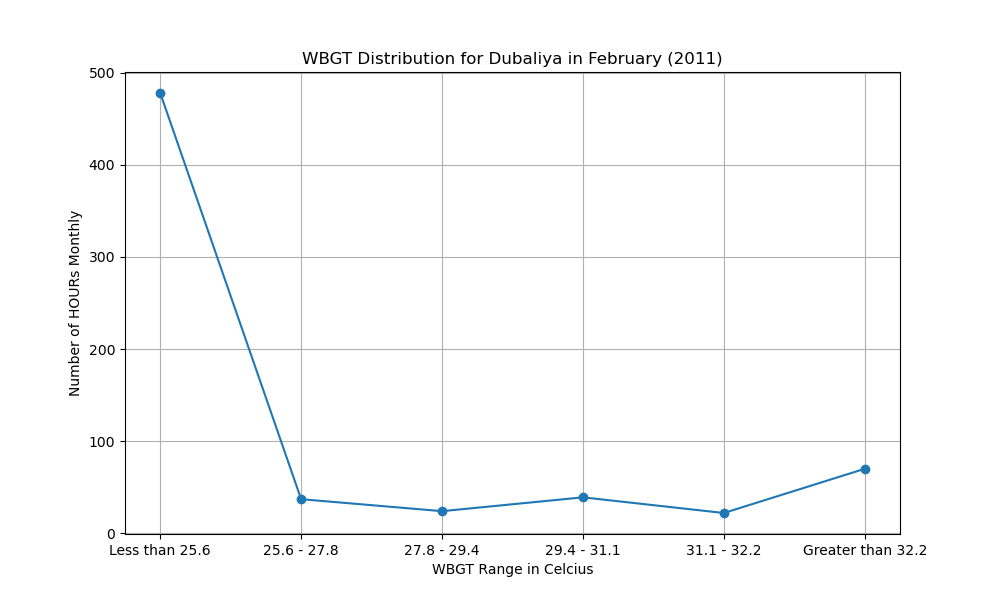 WBGT Distribution for Dubaliya in February (2011)
500
400
300
200
100
0
Number of HOURs Monthly
Less than 25.6
25.6 - 27.8
27.8 - 29.4
29.4 - 31.1
31.1 - 32.2
Greater than 32.2
WBGT Range in Celcius